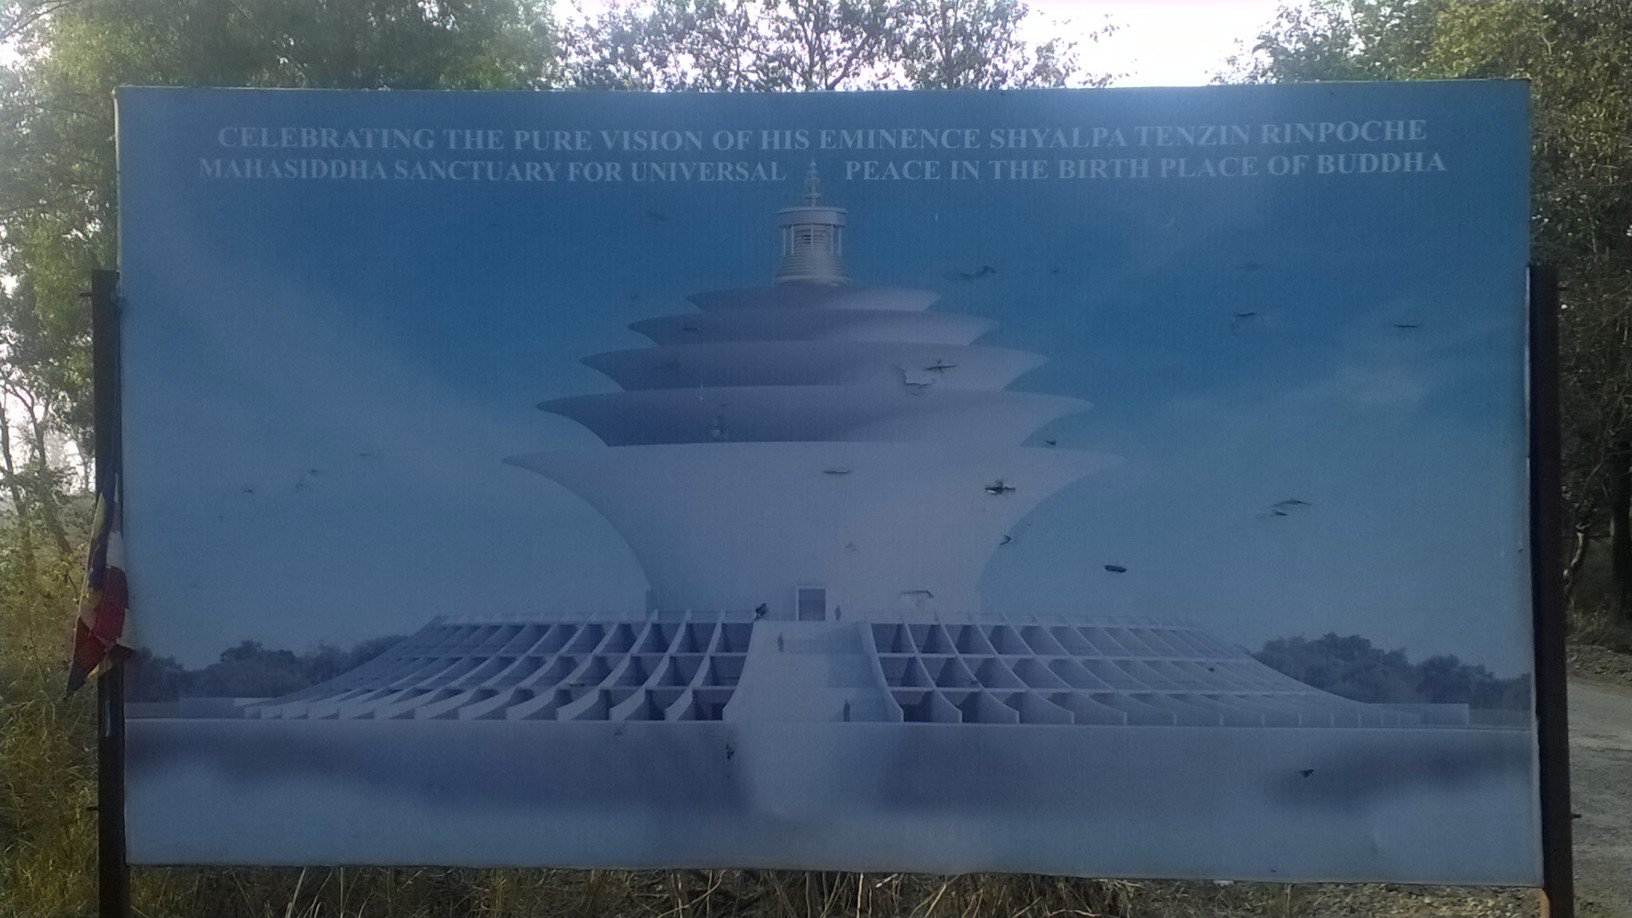 CELEBRATING THE PURE VISION OF HIS EMINENCE SHYALPA TENZIN RINPOCHE
MAHASIDDHA SANCTUARY FOR UNIVERSAL PEACE IN THE BIRTH PLACE OF BUDDHA